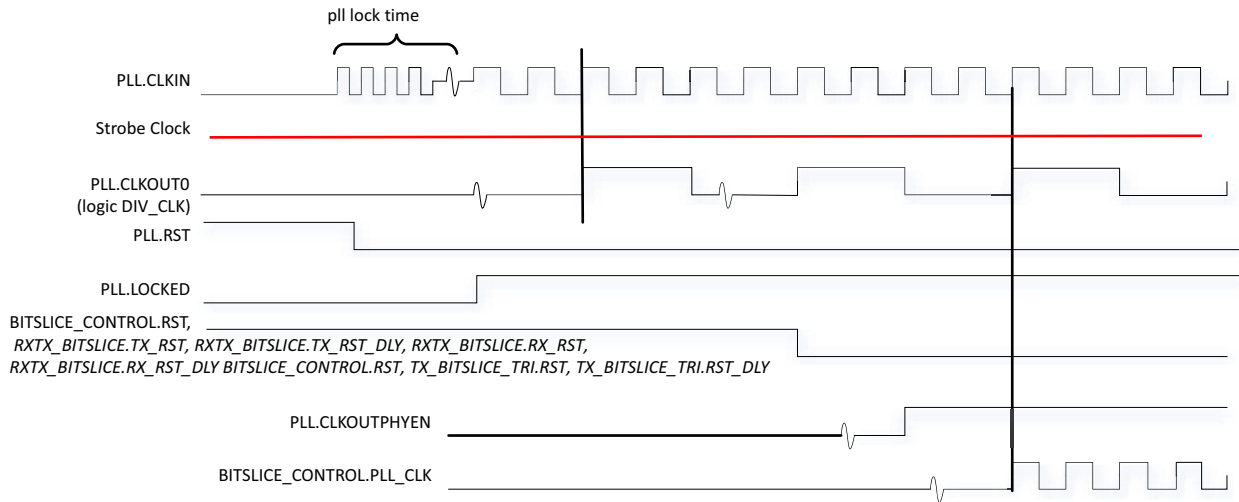 pll lock time
PLL.CLKIN
Strobe Clock
PLL.CLKOUT0
(logic DIV_CLK)
PLL.RST
PLL.LOCKED
BITSLICE_CONTROL.RST,
RXTX_BITSLICE.TX_RST, RXTX_BITSLICE.TX_RST_DLY, RXTX_BITSLICE.RX_RST,
RXTX_BITSLICE.RX_RST_DLY BITSLICE_CONTROL.RST, TX_BITSLICE_TRI.RST, TX_BITSLICE_TRI.RST_DLY
PLL.CLKOUTPHYEN
BITSLICE_CONTROL.PLL_CLK